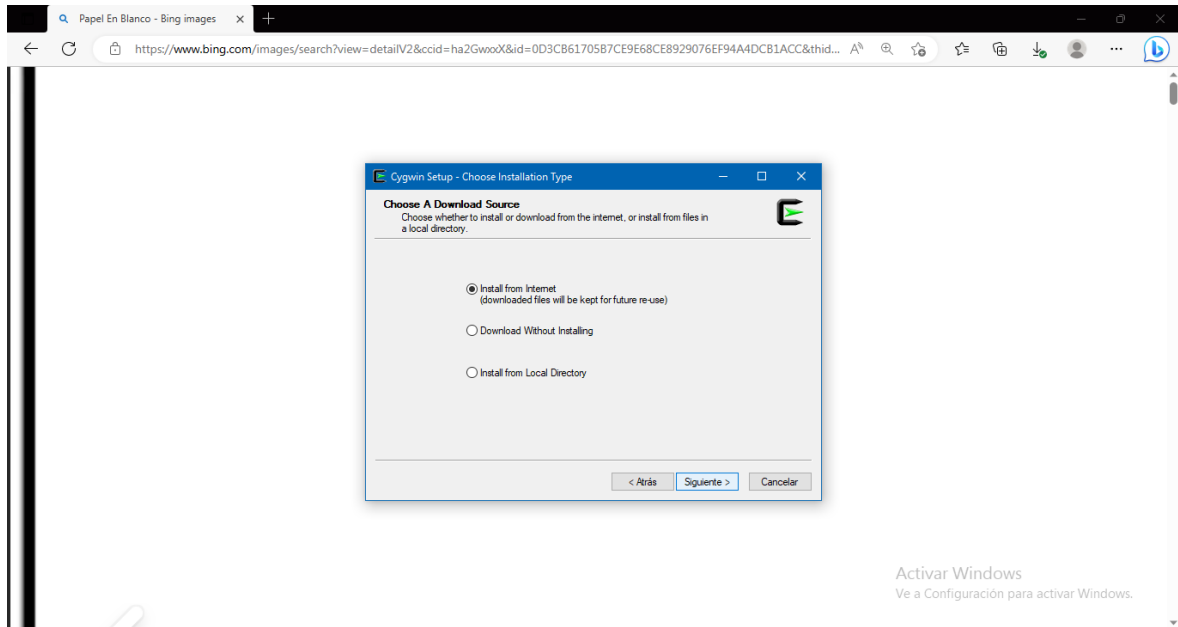 Papel En Blanco - Bing images
https://www.bing.com/images/search?view=detailV2&ccid=ha2GwxxX&id=0D3CB61705B7CE9E68CE8929076EF94A4DCB1ACC&thid...
Cygwin Setup - Choose Installation Type
Choose A Download Source
Choose whether to install or download from the internet, or install from files in
a local directory.
Install from Internet
(downloaded files will be kept for future re-use)
Download Without Installing
Install from Local Directory
< Atrás
Siguiente >
Cancelar
Activar Windows
Ve a Configuración para activar Windows.